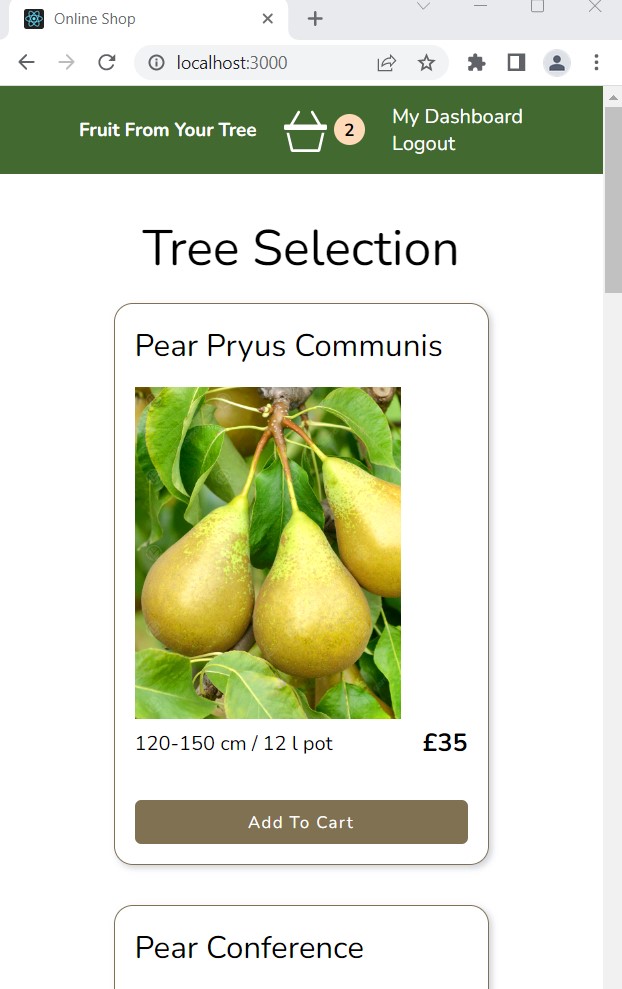 Online Shop
localhost:3000
Fruit From Your Tree
2
My Dashboard
Logout
Tree Selection
Pear Pryus Communis
120-150 cm / 12 l pot
£35
Add To Cart
Pear Conference